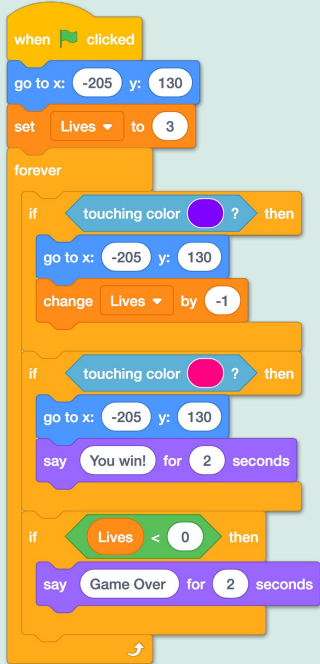 when clicked
go to x: -205 y: 130
set Lives to 3
forever
if touching color ? then
go to x: -205 y: 130
change Lives by -1
if touching color ? then
go to x: -205 y: 130
say You win! for 2 seconds
if Lives < 0 then
say Game Over for 2 seconds